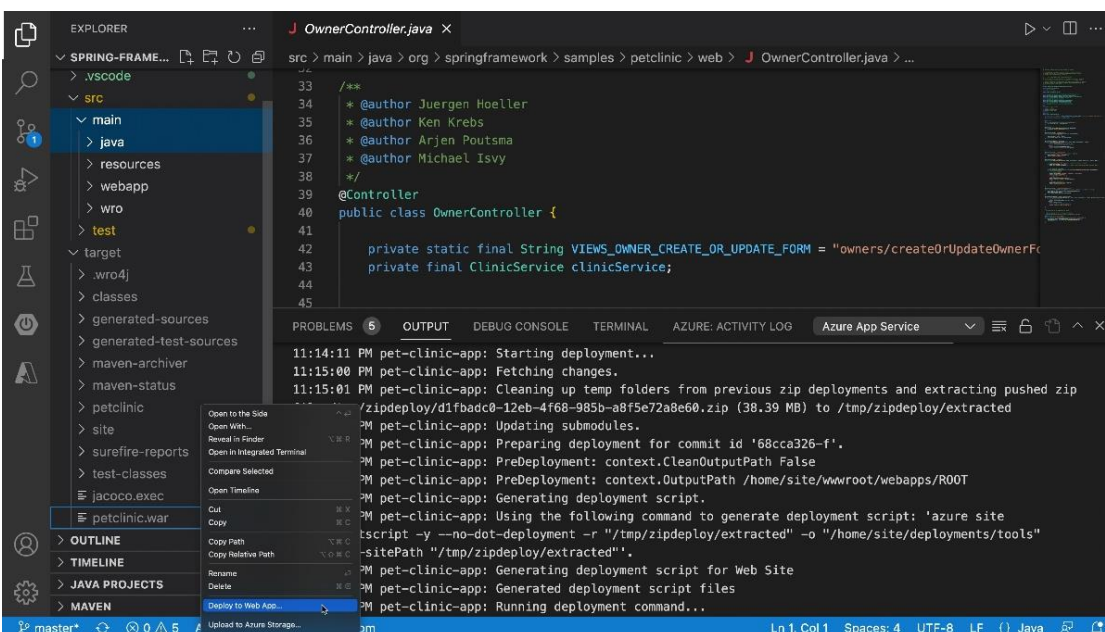 EXPLORER
SPRING-FRAME...
.vscode
src
main
java
resources
webapp
wro
test
target
.wro4j
classes
generated-sources
generated-test-sources
maven-archiver
maven-status
petclinic
site
surefire-reports
test-classes
jacoco.exec
petclinic.war
OUTLINE
TIMELINE
JAVA PROJECTS
MAVEN
1
Open to the Side
Open With...
Reveal in Finder
Open in Integrated Terminal
Compare Selected
Open Timeline
Cut ⌘ X
Copy ⌘ C
Copy Path
Copy Relative Path
Rename
Delete
Deploy to Web App...
Upload to Azure Storage...
J OwnerController.java ×
src > main > java > org > springframework > samples > petclinic > web > J OwnerController.java > ...
33 /**
34 * @author Juergen Hoeller
35 * @author Ken Krebs
36 * @author Arjen Poutsma
37 * @author Michael Isvy
38 */
39 @Controller
40 public class OwnerController {
41
42 private static final String VIEWS_OWNER_CREATE_OR_UPDATE_FORM = "owners/createOrUpdateOwnerFo
43 private final ClinicService clinicService;
44
45
PROBLEMS 5 OUTPUT DEBUG CONSOLE TERMINAL AZURE: ACTIVITY LOG Azure App Service
11:14:11 PM pet-clinic-app: Starting deployment...
11:15:00 PM pet-clinic-app: Fetching changes.
11:15:01 PM pet-clinic-app: Cleaning up temp folders from previous zip deployments and extracting pushed zip
/zipdeploy/d1fbadc0-12eb-4f68-985b-a8f5e72a8e60.zip (38.39 MB) to /tmp/zipdeploy/extracted
PM pet-clinic-app: Updating submodules.
PM pet-clinic-app: Preparing deployment for commit id '68cca326-f'.
PM pet-clinic-app: PreDeployment: context.CleanOutputPath False
PM pet-clinic-app: PreDeployment: context.OutputPath /home/site/wwwroot/webapps/ROOT
PM pet-clinic-app: Generating deployment script.
PM pet-clinic-app: Using the following command to generate deployment script: 'azure site
tscript -y --no-dot-deployment -r "/tmp/zipdeploy/extracted" -o "/home/site/deployments/tools"
-sitePath "/tmp/zipdeploy/extracted"'.
PM pet-clinic-app: Generating deployment script for Web Site
PM pet-clinic-app: Generated deployment script files
PM pet-clinic-app: Running deployment command...
master* 0 5 Ln 1, Col 1 Spaces: 4 UTF-8 LF {} Java